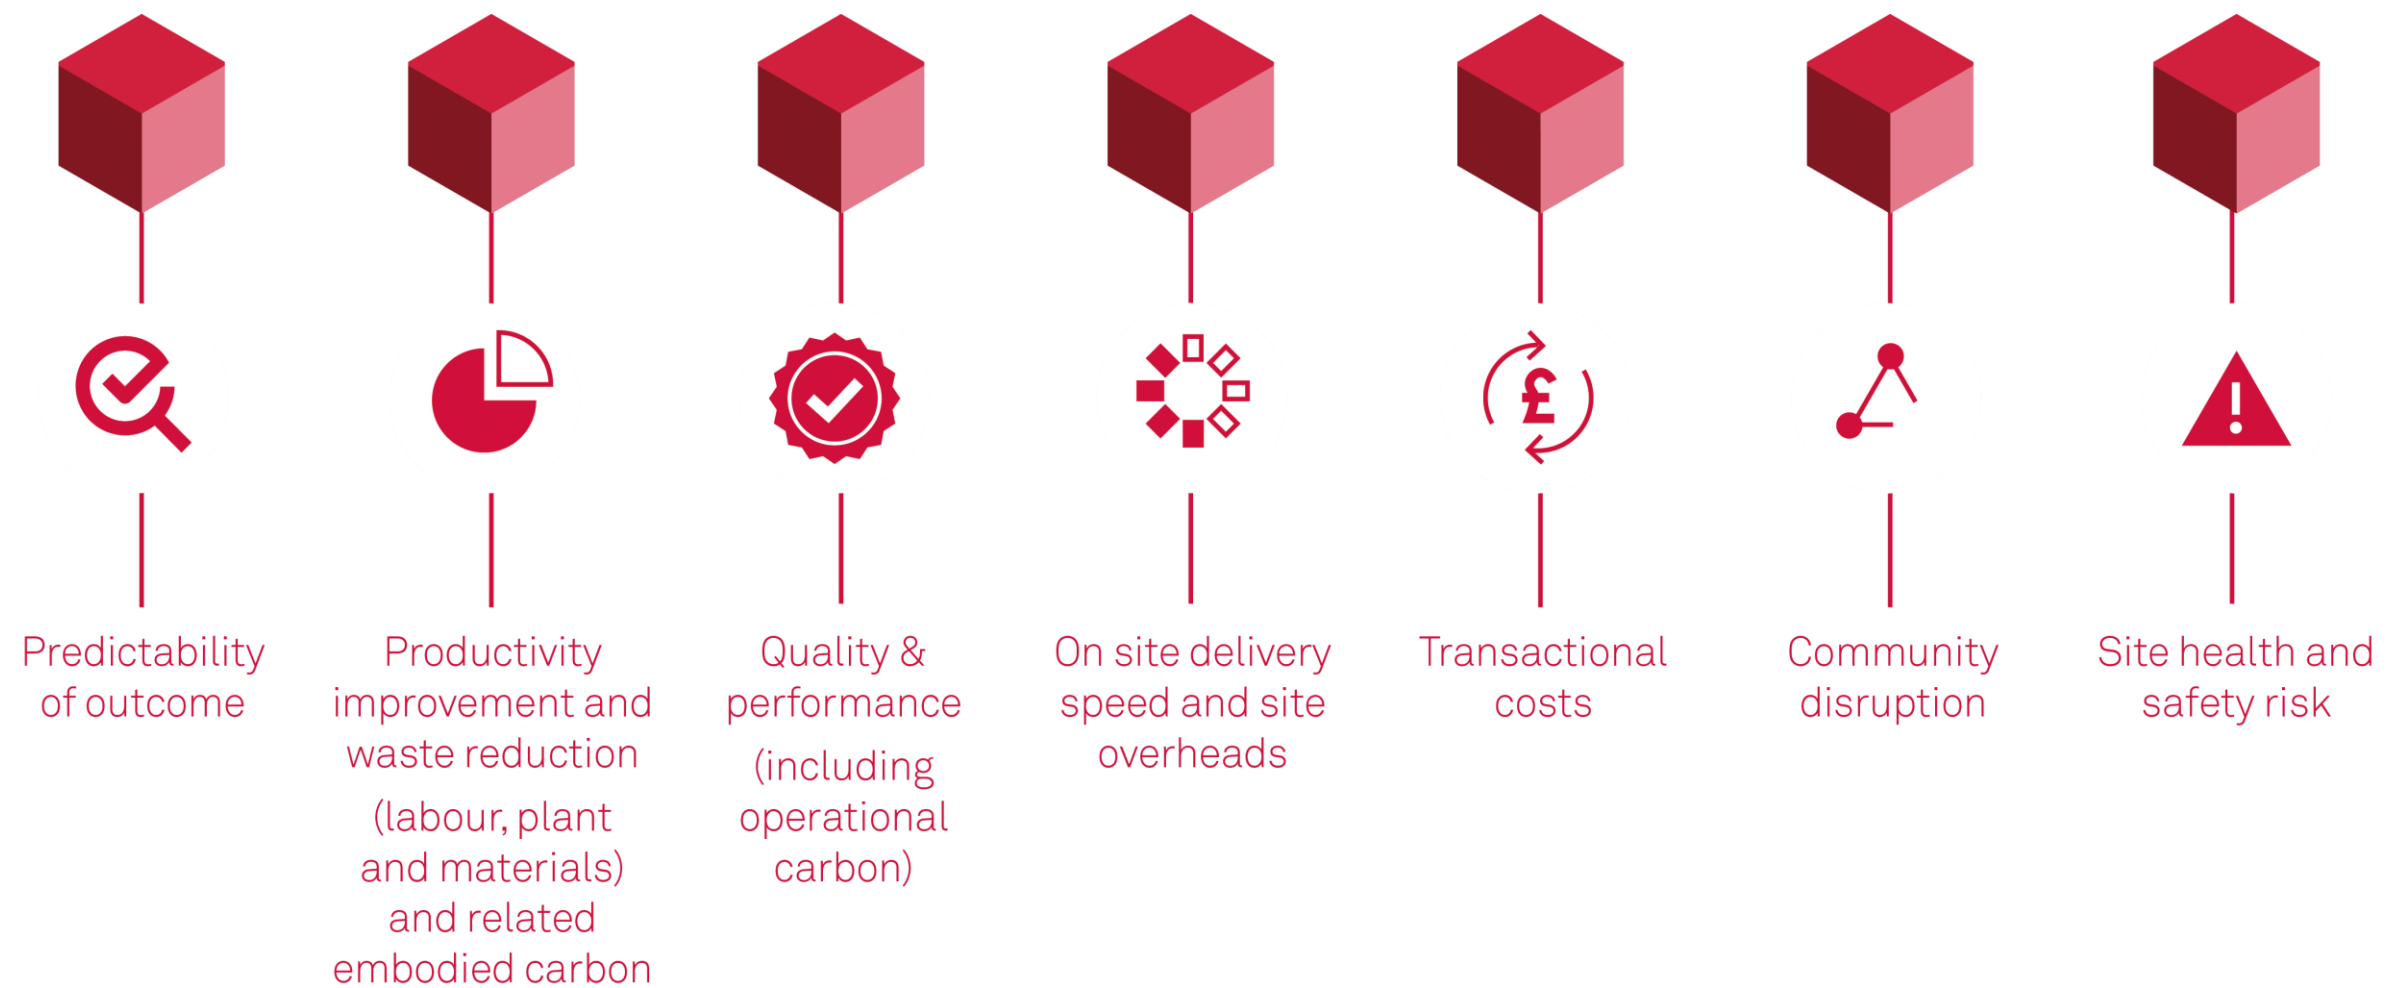 £
!
Predictability
of outcome
Productivity
improvement and
waste reduction
(labour, plant
and materials)
and related
embodied carbon
Quality &
performance
(including
operational
carbon)
On site delivery
speed and site
overheads
Transactional
costs
Community
disruption
Site health and
safety risk